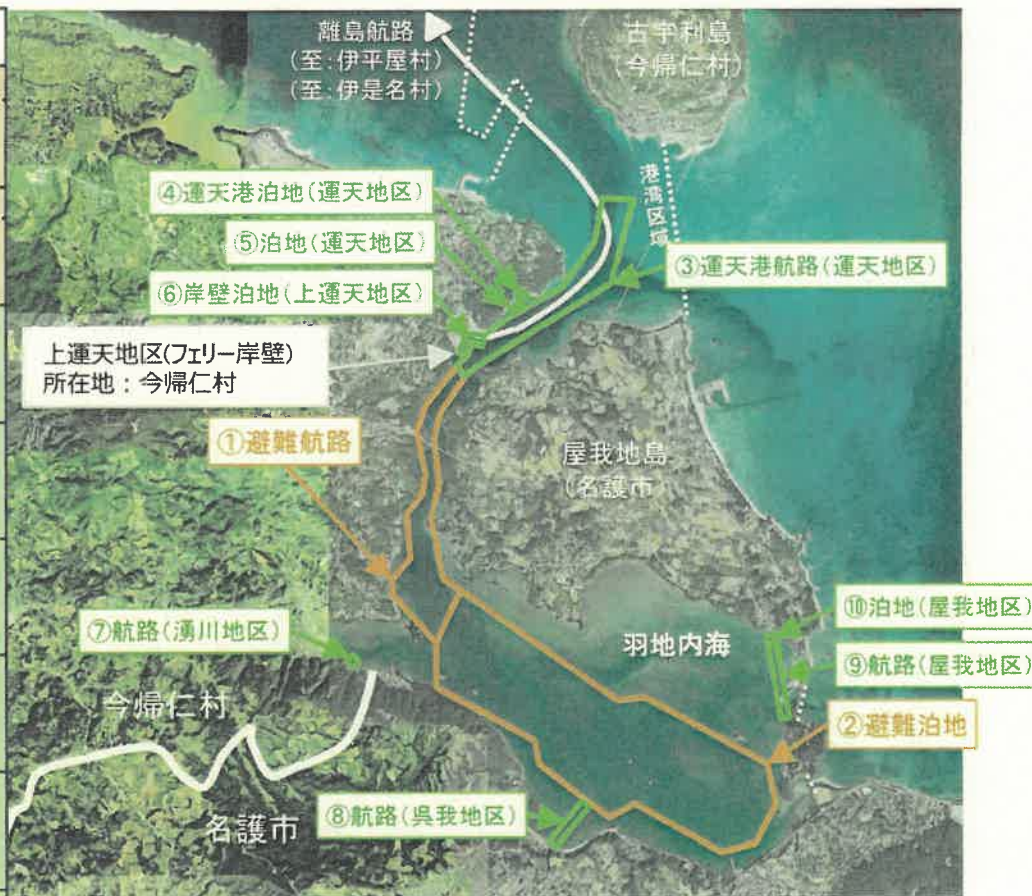 離島航路
(至:伊平屋村)
(至:伊是名村)
古宇利島
(今帰仁村)
港湾区域
④運天港泊地(運天地区)
⑤泊地(運天地区)
⑥岸壁泊地(上運天地区)
③運天港航路(運天地区)
上運天地区(フェリー岸壁)
所在地：今帰仁村
①避難航路
屋我地島
(名護市)
⑦航路(湧川地区)
羽地内海
⑩泊地(屋我地区)
⑨航路(屋我地区)
②避難泊地
今帰仁村
名護市
⑧航路(呉我地区)